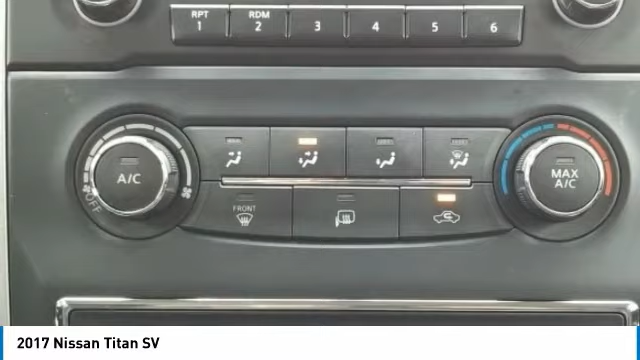 RPT RDM
1 2 3 4 5 6
A/C
OFF
MAX
A/C
FRONT
2017 Nissan Titan SV